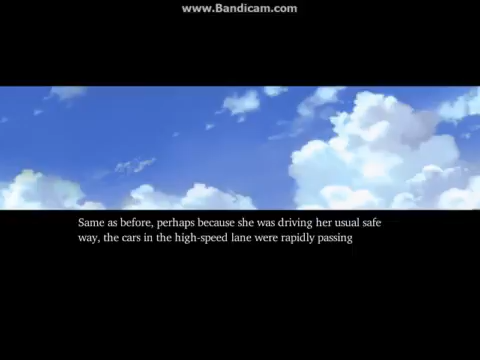 www.Bandicam.com
Same as before, perhaps because she was driving her usual safe
way, the cars in the high-speed lane were rapidly passing